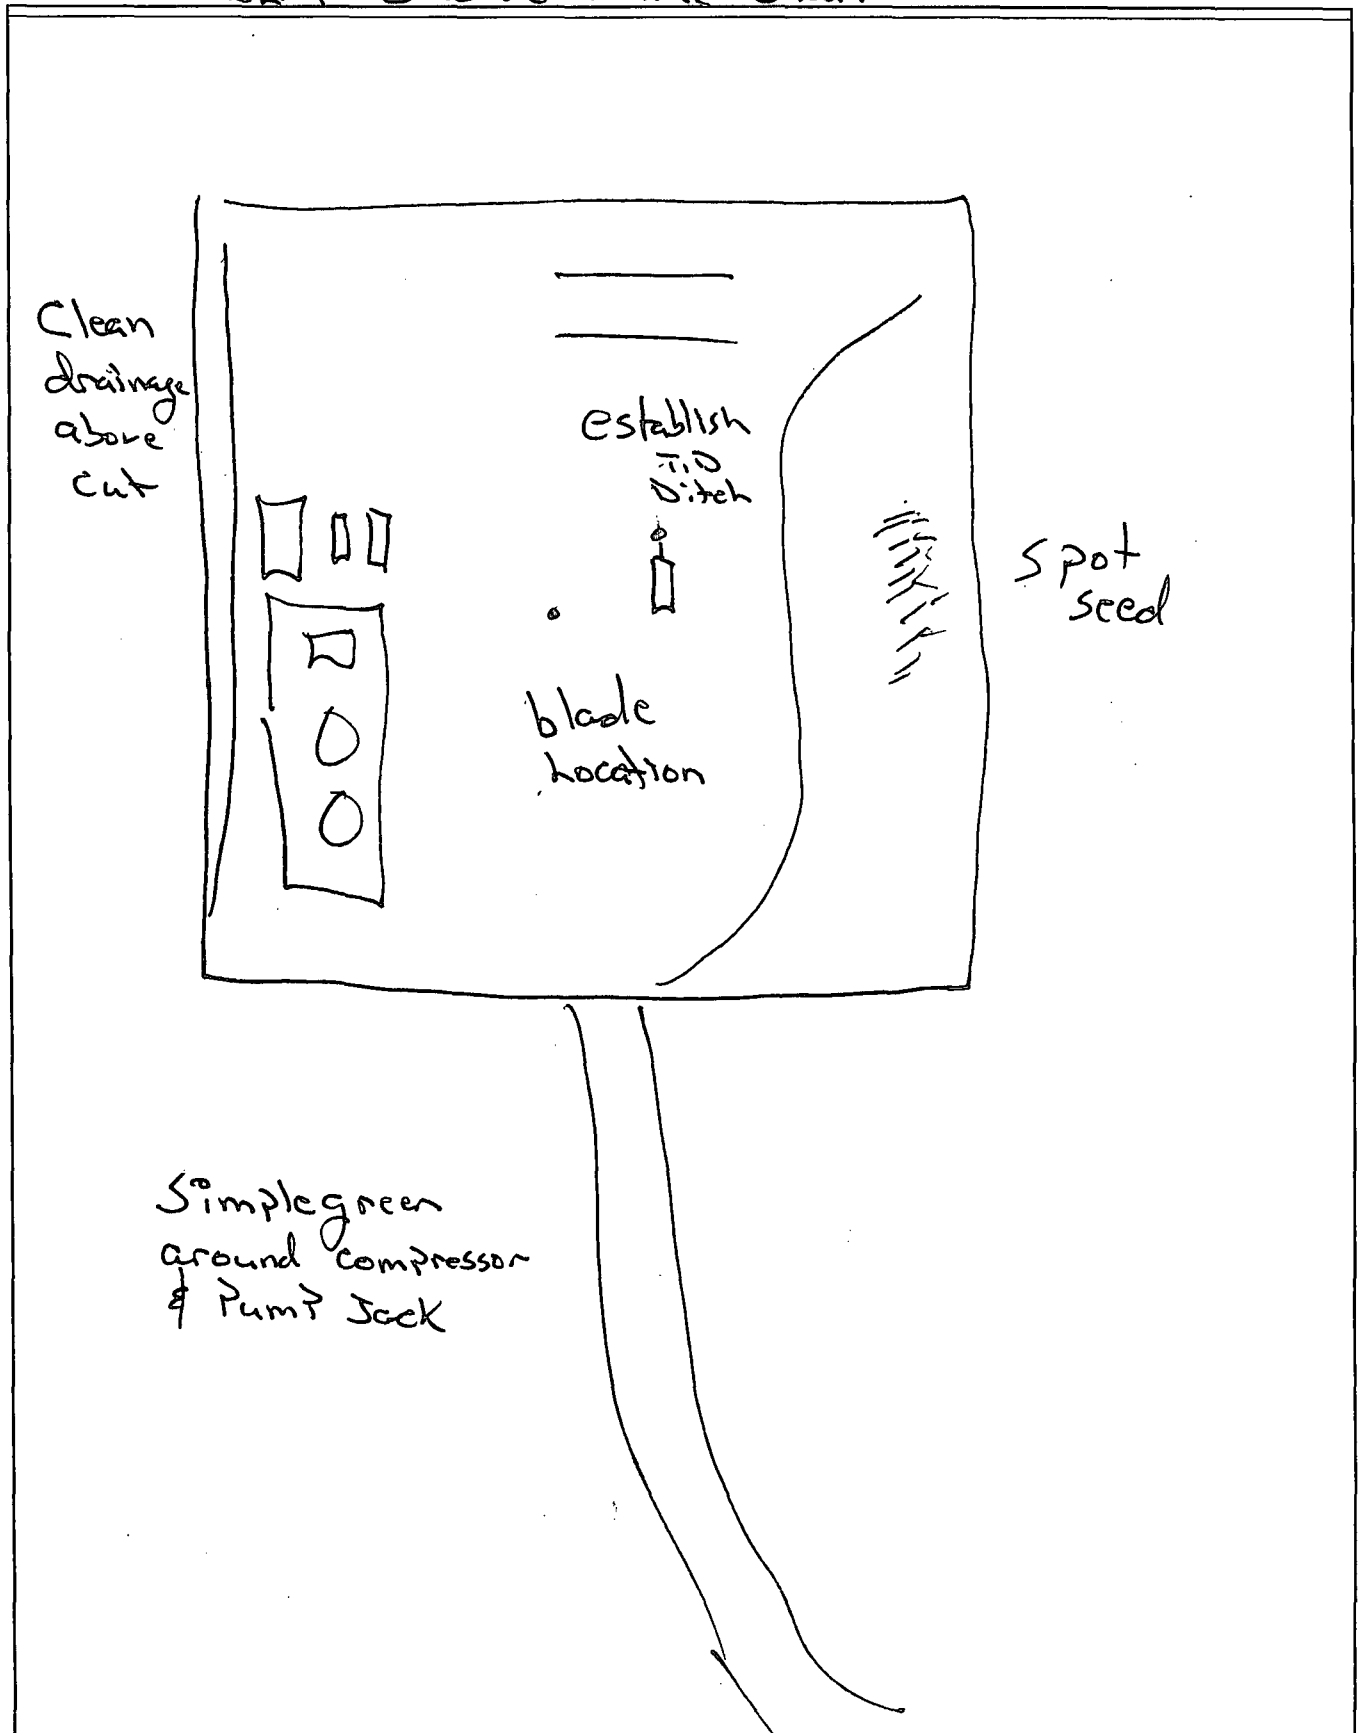 Clean
drainage
above
cut
establish
T.D
Ditch
Spot
seed
blade
Location
Simplegreen
around compressor
& Pump Jack